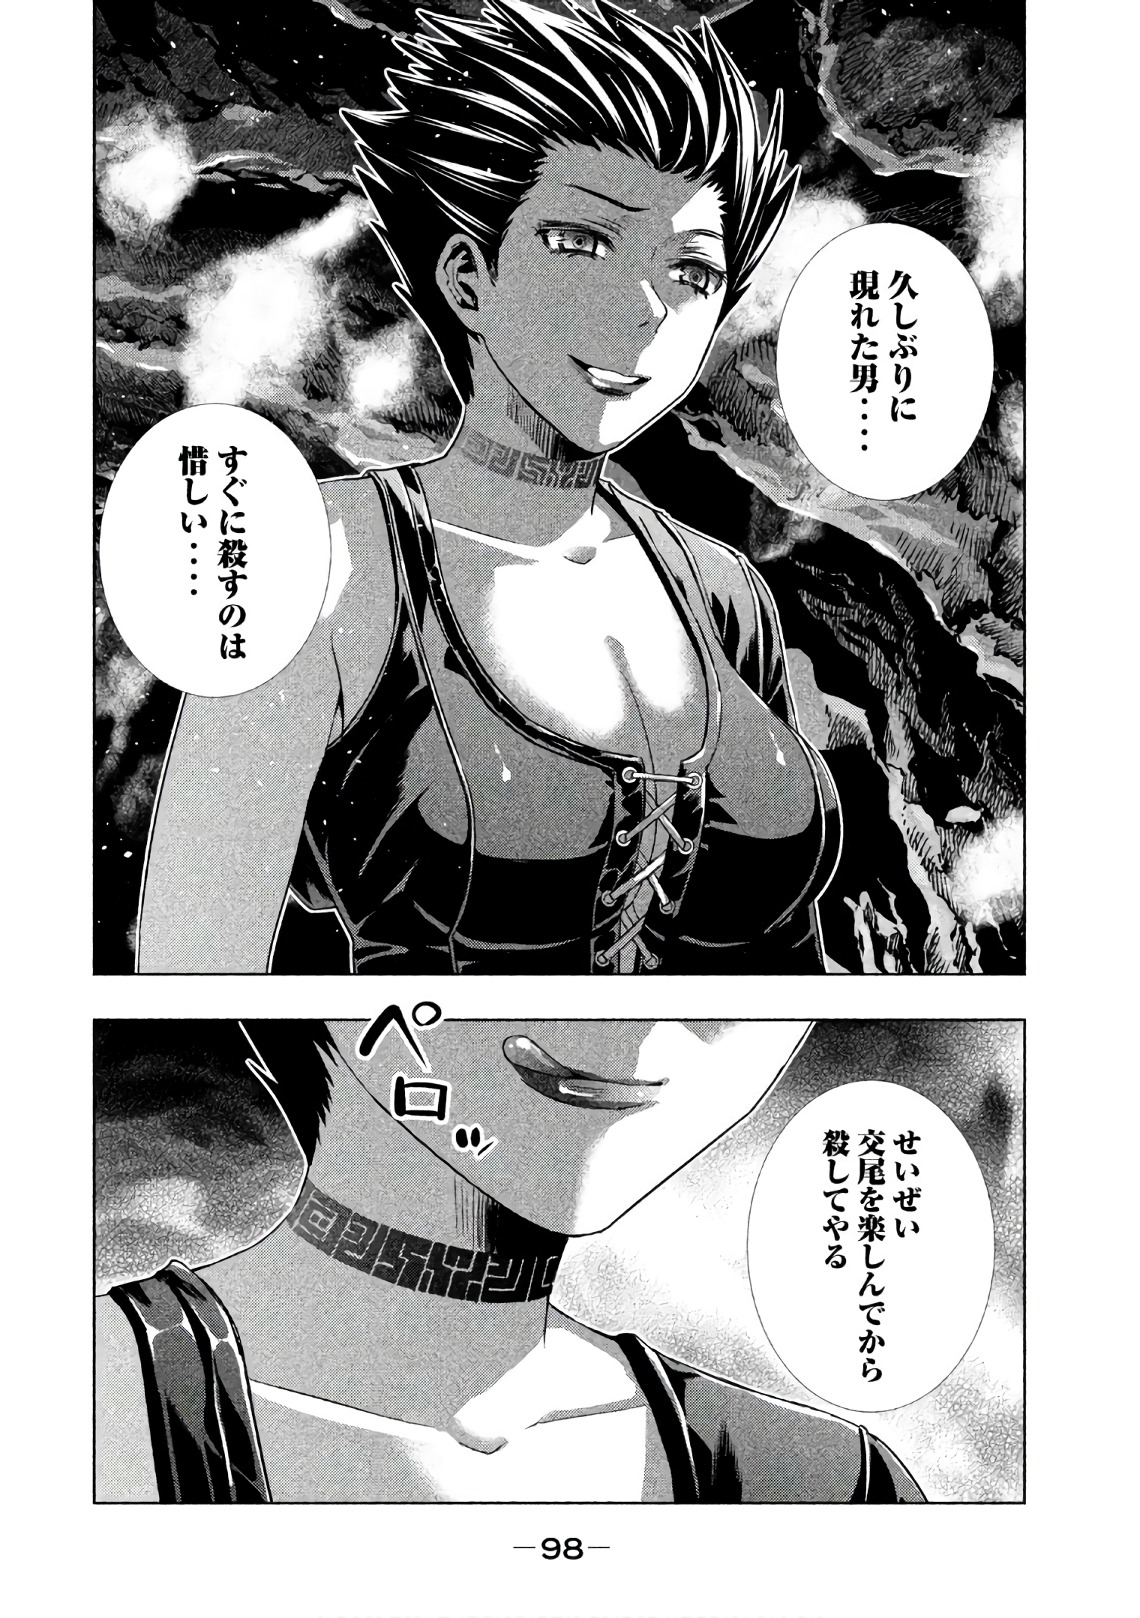 久しぶりに
現れた男‥‥
すぐに殺すのは
惜しい‥‥
ペロッ
せいぜい
交尾を楽しんでから
殺してやる
－98－